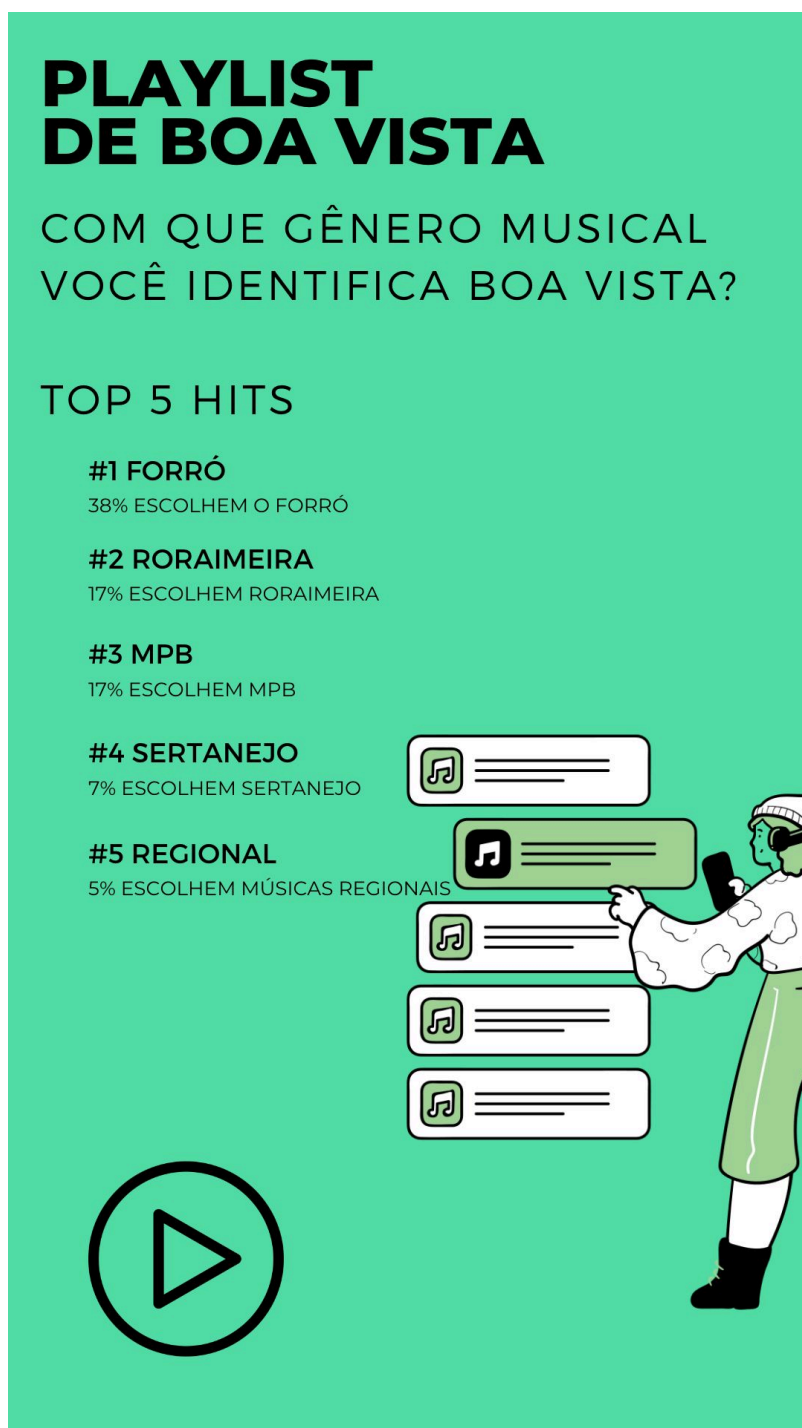 PLAYLIST
DE BOA VISTA
COM QUE GÊNERO MUSICAL
VOCÊ IDENTIFICA BOA VISTA?
TOP 5 HITS
#1 FORRÓ
38% ESCOLHEM O FORRÓ
#2 RORAIMEIRA
17% ESCOLHEM RORAIMEIRA
#3 MPB
17% ESCOLHEM MPB
#4 SERTANEJO
7% ESCOLHEM SERTANEJO
#5 REGIONAL
5% ESCOLHEM MÚSICAS REGIONAIS